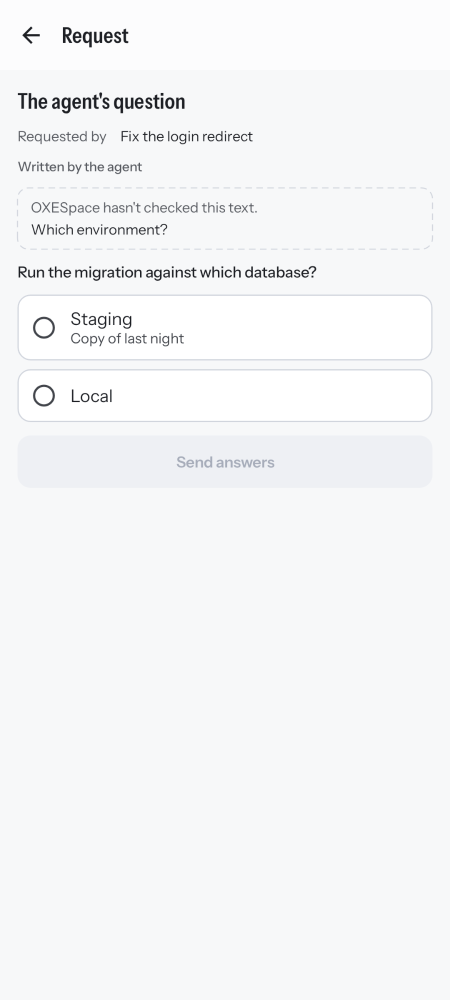 Request
The agent's question
Requested by Fix the login redirect
Written by the agent
OXESpace hasn't checked this text.
Which environment?
Run the migration against which database?
Staging
Copy of last night
Local
Send answers